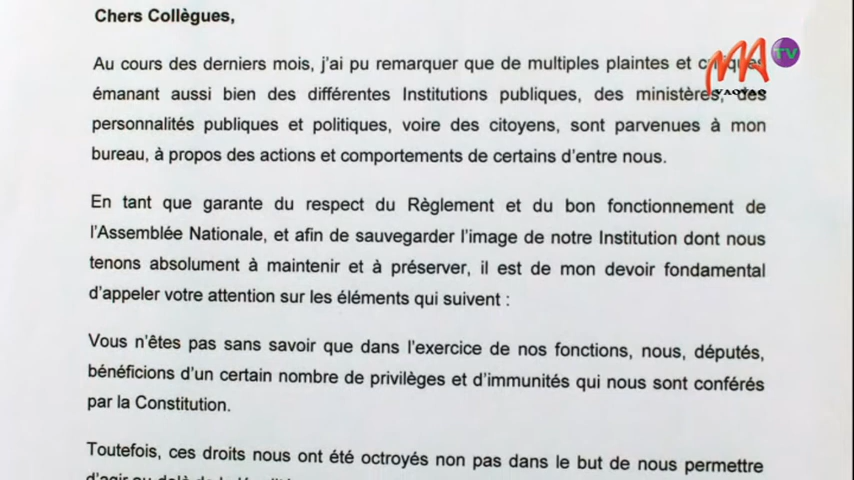 Chers Collègues,
Au cours des derniers mois, j'ai pu remarquer que de multiples plaintes et critiques
émanant aussi bien des différentes Institutions publiques, des ministères, des
personnalités publiques et politiques, voire des citoyens, sont parvenues à mon
bureau, à propos des actions et comportements de certains d'entre nous.
En tant que garante du respect du Règlement et du bon fonctionnement de
l'Assemblée Nationale, et afin de sauvegarder l'image de notre Institution dont nous
tenons absolument à maintenir et à préserver, il est de mon devoir fondamental
d'appeler votre attention sur les éléments qui suivent :
Vous n'êtes pas sans savoir que dans l'exercice de nos fonctions, nous, députés,
bénéficions d'un certain nombre de privilèges et d'immunités qui nous sont conférés
par la Constitution.
Toutefois, ces droits nous ont été octroyés non pas dans le but de nous permettre
MA TV
VAOVAO